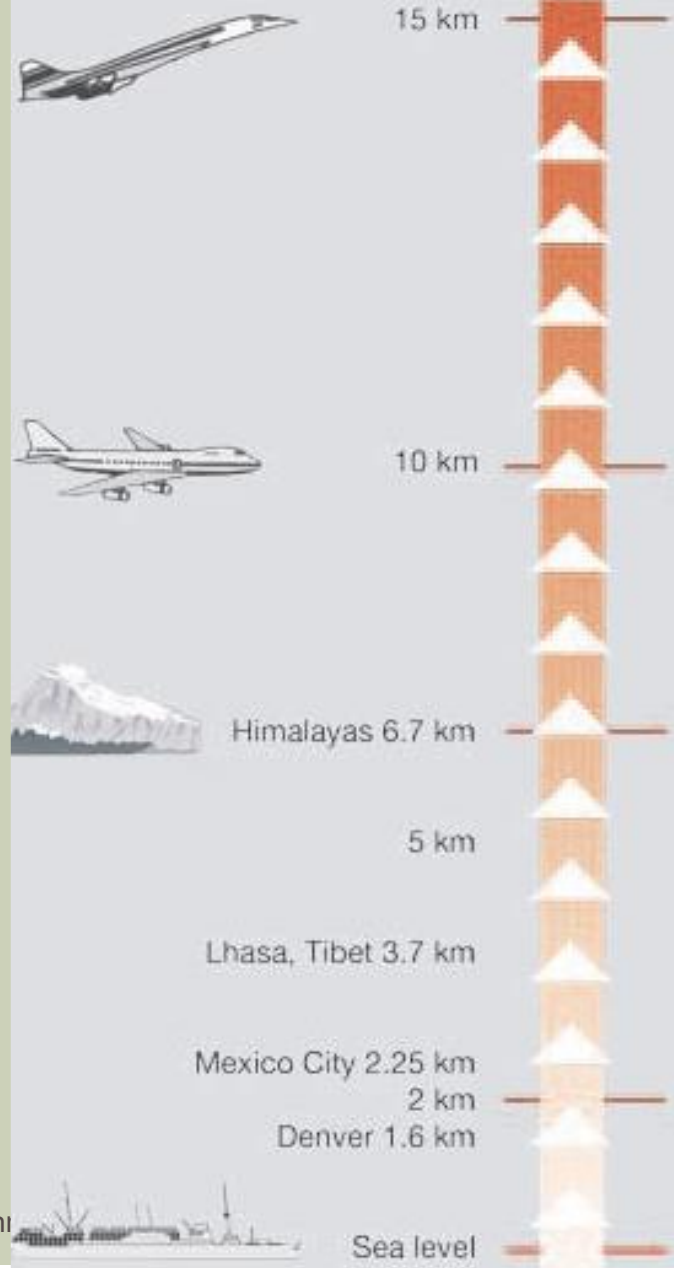 15 km
10 km
Himalayas 6.7 km
5 km
Lhasa, Tibet 3.7 km
Mexico City 2.25 km
2 km
Denver 1.6 km
Sea level